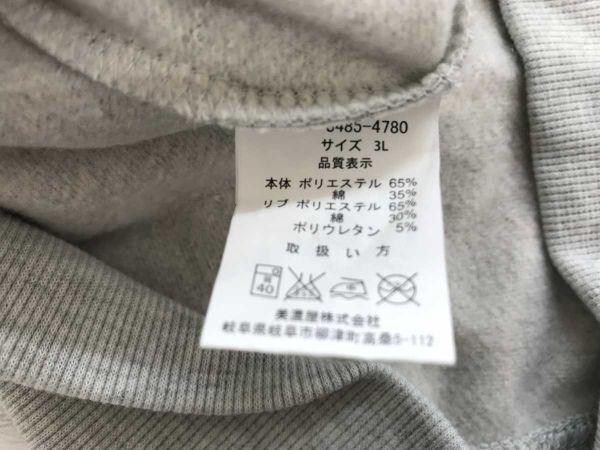 5485-4780
サイズ 3L
品質表示
本体 ポリエステル 65%
綿 35%
リブ ポリエステル 65%
綿 30%
ポリウレタン 5%
取扱い方
40
美濃屋株式会社
岐阜県岐阜市柳津町高桑5-112